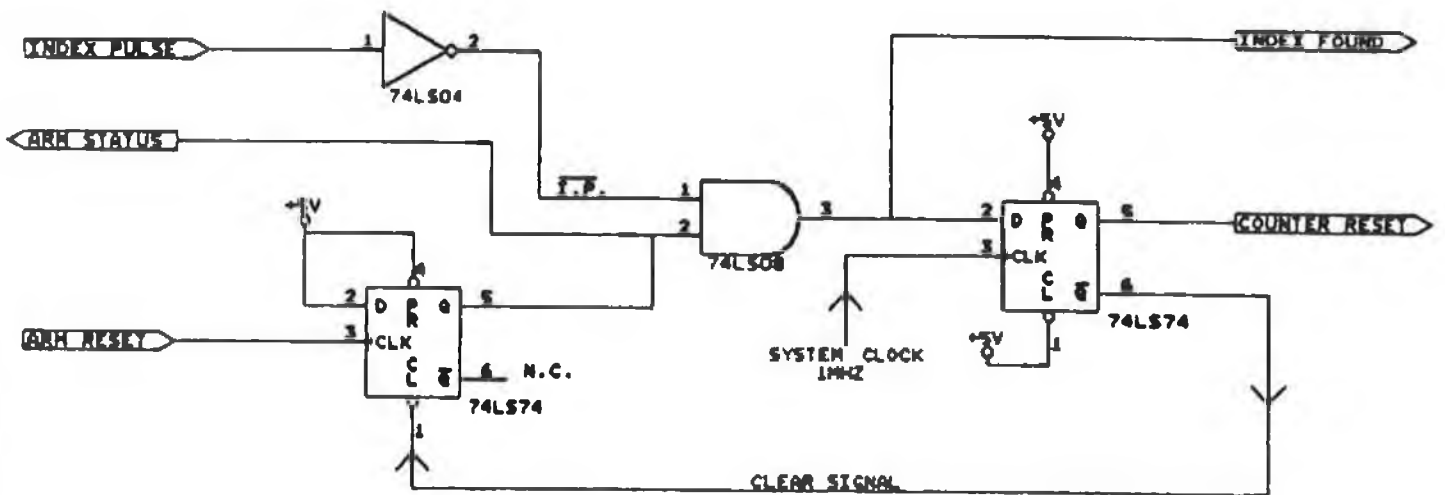 INDEX PULSE
1
2
74LS04
INDEX FOUND
ARM STATUS
+5V
4
Ī.P.
1
2
3
74LS08
2
D
PR
Q
5
COUNTER RESET
3
CLK
CL
Q̅
6
74LS74
+5V
1
SYSTEM CLOCK
1MHZ
+5V
4
2
D
PR
Q
5
ARM RESET
3
CLK
CL
Q̅
6
N.C.
74LS74
1
CLEAR SIGNAL